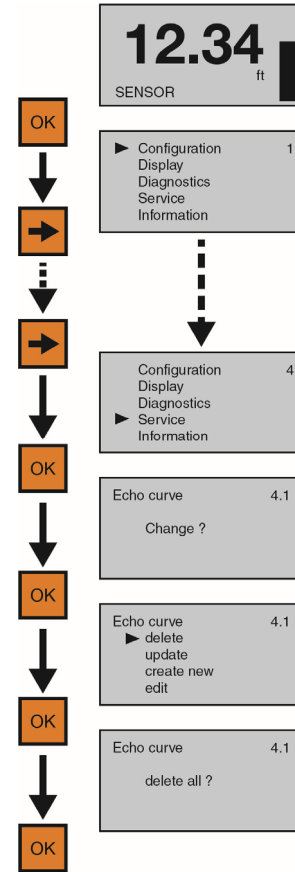 12.34
ft
SENSOR
OK
Configuration 1
Display
Diagnostics
Service
Information
Configuration 4
Display
Diagnostics
Service
Information
OK
Echo curve 4.1
Change ?
OK
Echo curve 4.1
delete
update
create new
edit
OK
Echo curve 4.1
delete all ?
OK